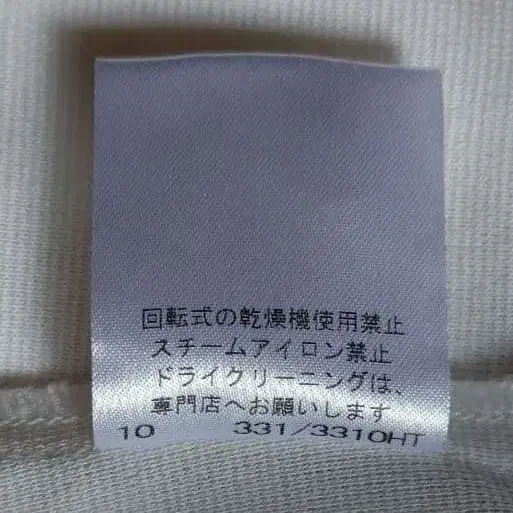 回転式の乾燥機使用禁止
スチームアイロン禁止
ドライクリーニングは、
専門店へお願いします
10 331/3310HT